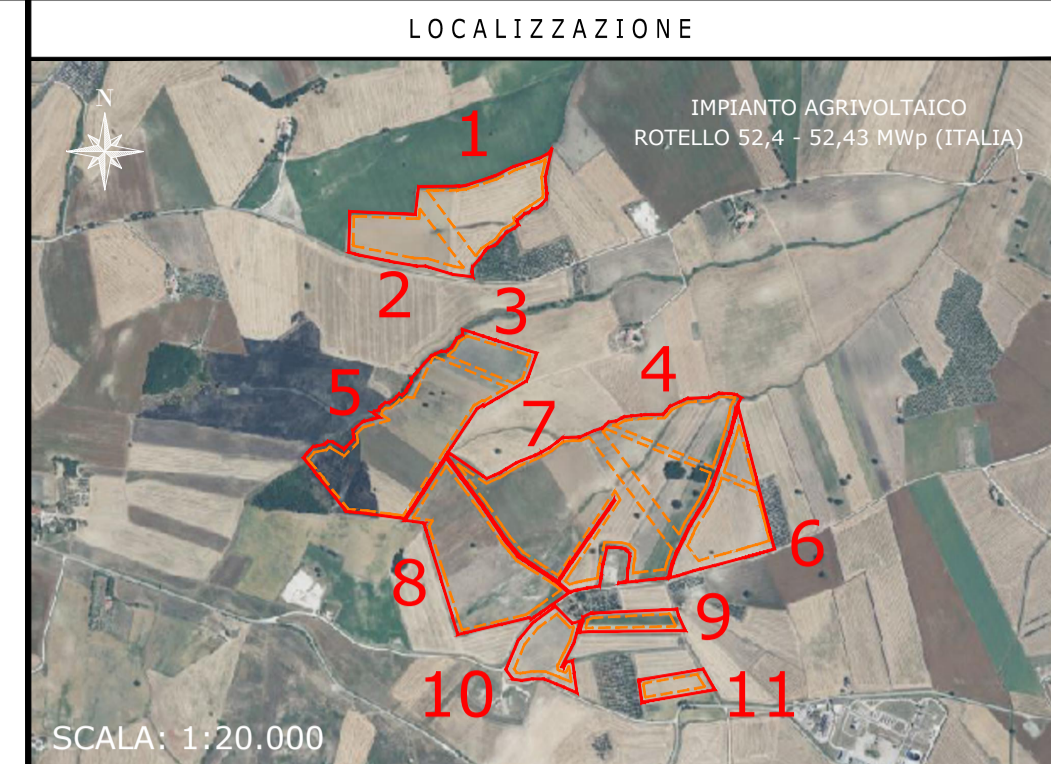 LOCALIZZAZIONE
N
IMPIANTO AGRIVOLTAICO
ROTELLO 52,4 - 52,43 MWp (ITALIA)
1
2
3
4
5
7
6
8
9
10
11
SCALA: 1:20.000